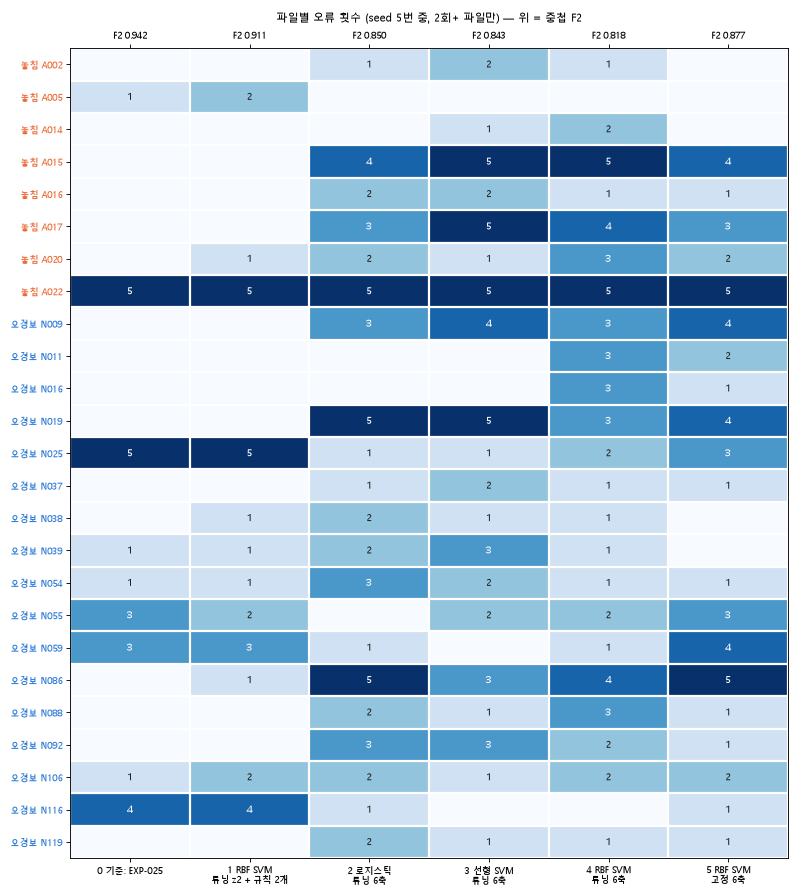 파일별 오류 횟수 (seed 5번 중, 2회+ 파일만) — 위 = 중첩 F2
F2 0.942 F2 0.911 F2 0.850 F2 0.843 F2 0.818 F2 0.877
놓침 A002 1 2 1
놓침 A005 1 2
놓침 A014 1 2
놓침 A015 4 5 5 4
놓침 A016 2 2 1 1
놓침 A017 3 5 4 3
놓침 A020 1 2 1 3 2
놓침 A022 5 5 5 5 5 5
오경보 N009 3 4 3 4
오경보 N011 3 2
오경보 N016 3 1
오경보 N019 5 5 3 4
오경보 N025 5 5 1 1 2 3
오경보 N037 1 2 1 1
오경보 N038 1 2 1 1
오경보 N039 1 1 2 3 1
오경보 N054 1 1 3 2 1 1
오경보 N055 3 2 2 2 3
오경보 N059 3 3 1 1 4
오경보 N086 1 5 3 4 5
오경보 N088 2 1 3 1
오경보 N092 3 3 2 1
오경보 N106 1 2 2 1 2 2
오경보 N116 4 4 1 1
오경보 N119 2 1 1 1
0 기준: EXP-025 1 RBF SVM 2 로지스틱 3 선형 SVM 4 RBF SVM 5 RBF SVM
튜닝 z2 + 규칙 2개 튜닝 6축 튜닝 6축 튜닝 6축 고정 6축